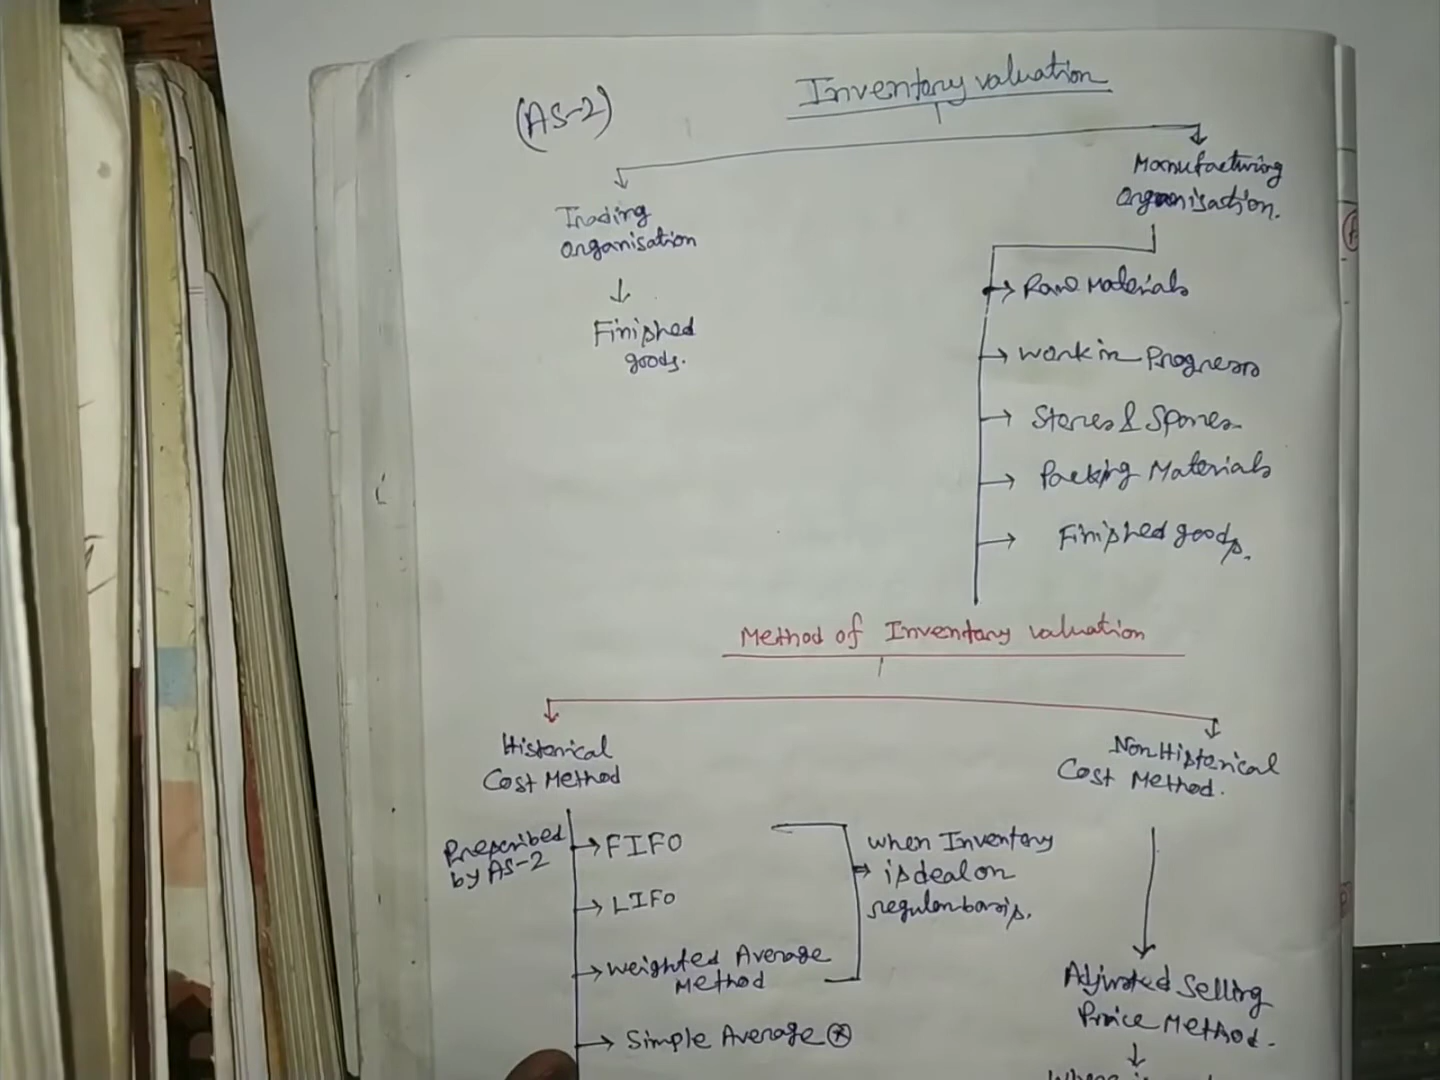 (AS-2)
Inventory valuation
Trading
organisation
Finished
goods.
Manufacturing
organisation.
Raw Materials
Work in Progress
Stores & Spares
Packing Materials
Finished goods.
Method of Inventory valuation
Historical
Cost Method
Prescribed
by AS-2
FIFO
LIFO
Weighted Average
Method
Simple Average
when Inventory
is deal on
regular basis.
Non Historical
Cost Method.
Adjusted Selling
Price Method.